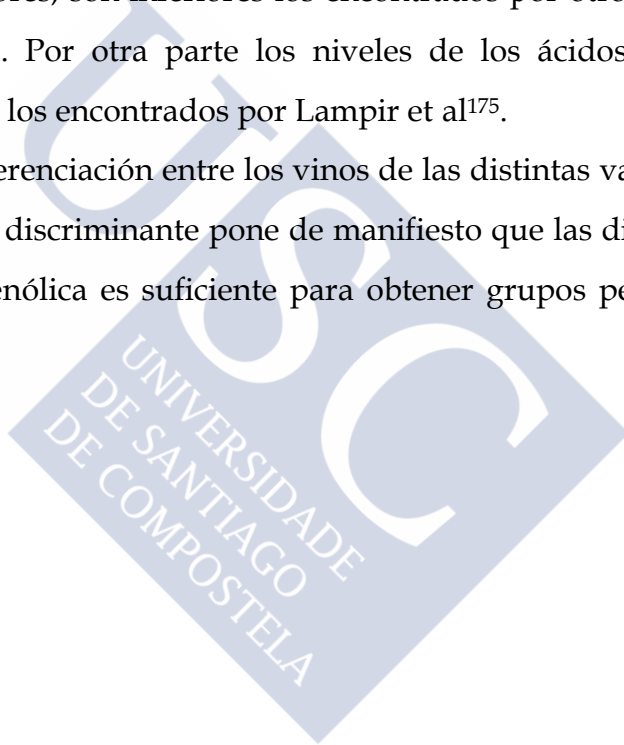 ores, son inferiores los encontrados por otro
. Por otra parte los niveles de los ácidos
los encontrados por Lampir et al¹⁷⁵.
erenciación entre los vinos de las distintas va
discriminante pone de manifiesto que las di
enólica es suficiente para obtener grupos pe
USC
UNIVERSIDADE
DE SANTIAGO
DE COMPOSTELA